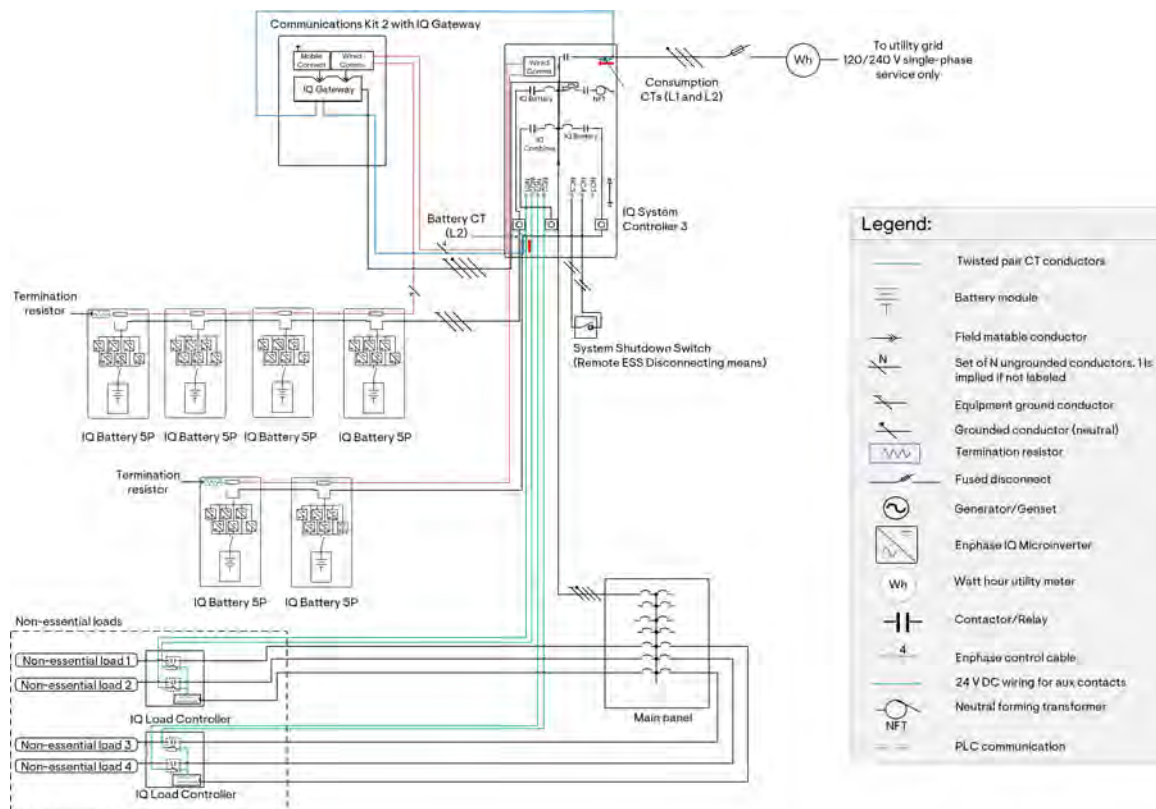 Communications Kit 2 with IQ Gateway
Mobile
Connect
Wired
Comms
IQ Gateway
Wired
Comms
IQ Battery
NFT
IQ
Combiner
IQ Battery
Consumption
CTs (L1 and L2)
Wh
To utility grid
120/240 V single-phase
service only
Battery CT
(L2)
IQ System
Controller 3
4
Termination
resistor
System Shutdown Switch
(Remote ESS Disconnecting means)
IQ Battery 5P
IQ Battery 5P
IQ Battery 5P
IQ Battery 5P
Termination
resistor
IQ Battery 5P
IQ Battery 5P
Non-essential loads
Non-essential load 1
Non-essential load 2
IQ Load Controller
Non-essential load 3
Non-essential load 4
IQ Load Controller
Main panel
Legend:
Twisted pair CT conductors
Battery module
Field matable conductor
N
Set of N ungrounded conductors. 1 Is
implied if not labeled
Equipment ground conductor
Grounded conductor (neutral)
Termination resistor
Fused disconnect
Generator/Genset
Enphase IQ Microinverter
Wh
Watt hour utility meter
Contactor/Relay
4
Enphase control cable
24 V DC wiring for aux contacts
NFT
Neutral forming transformer
PLC communication